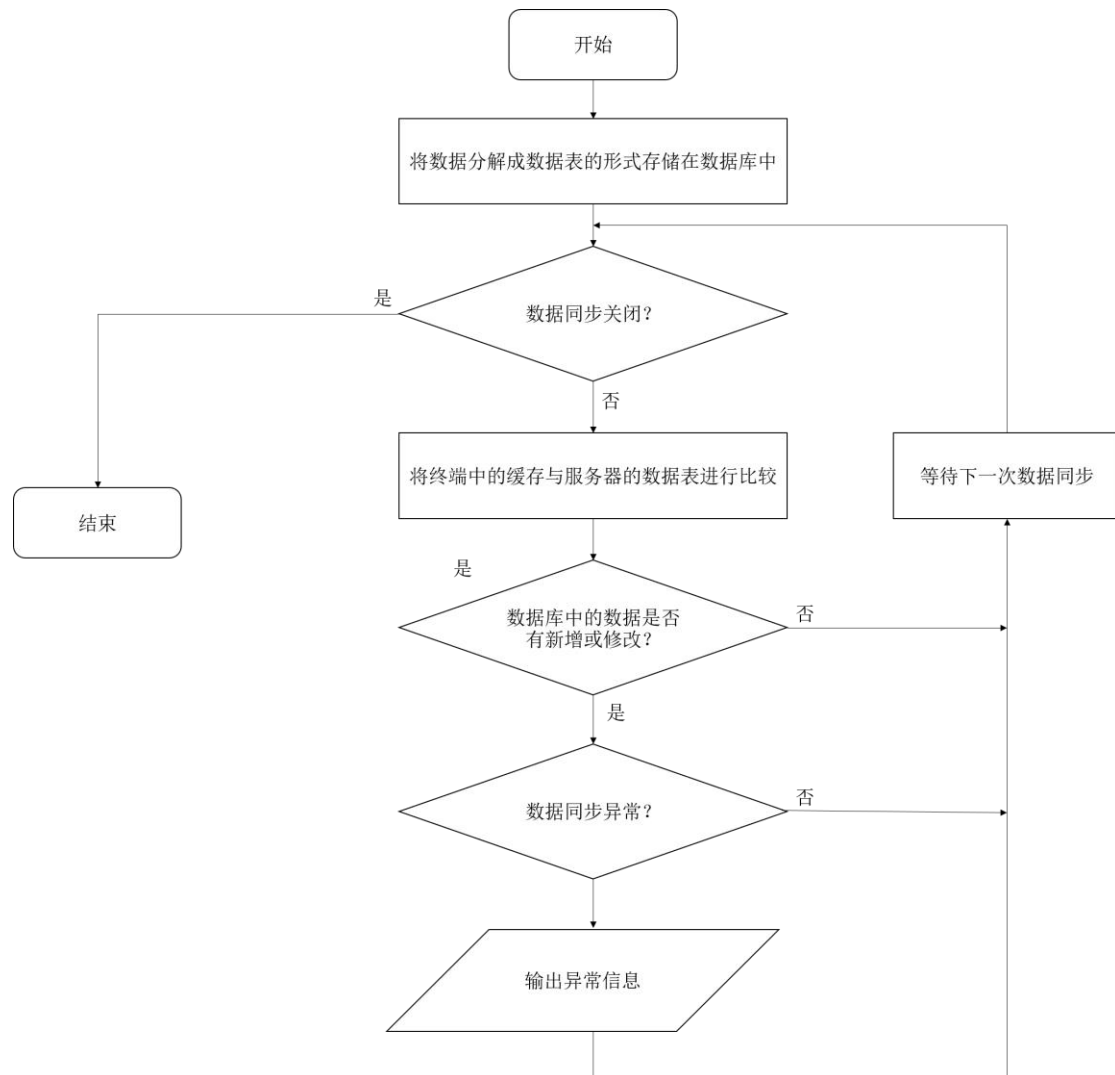 开始
将数据分解成数据表的形式存储在数据库中
是
数据同步关闭?
否
将终端中的缓存与服务器的数据表进行比较
等待下一次数据同步
结束
是
数据库中的数据是否
有新增或修改?
否
是
数据同步异常?
否
输出异常信息